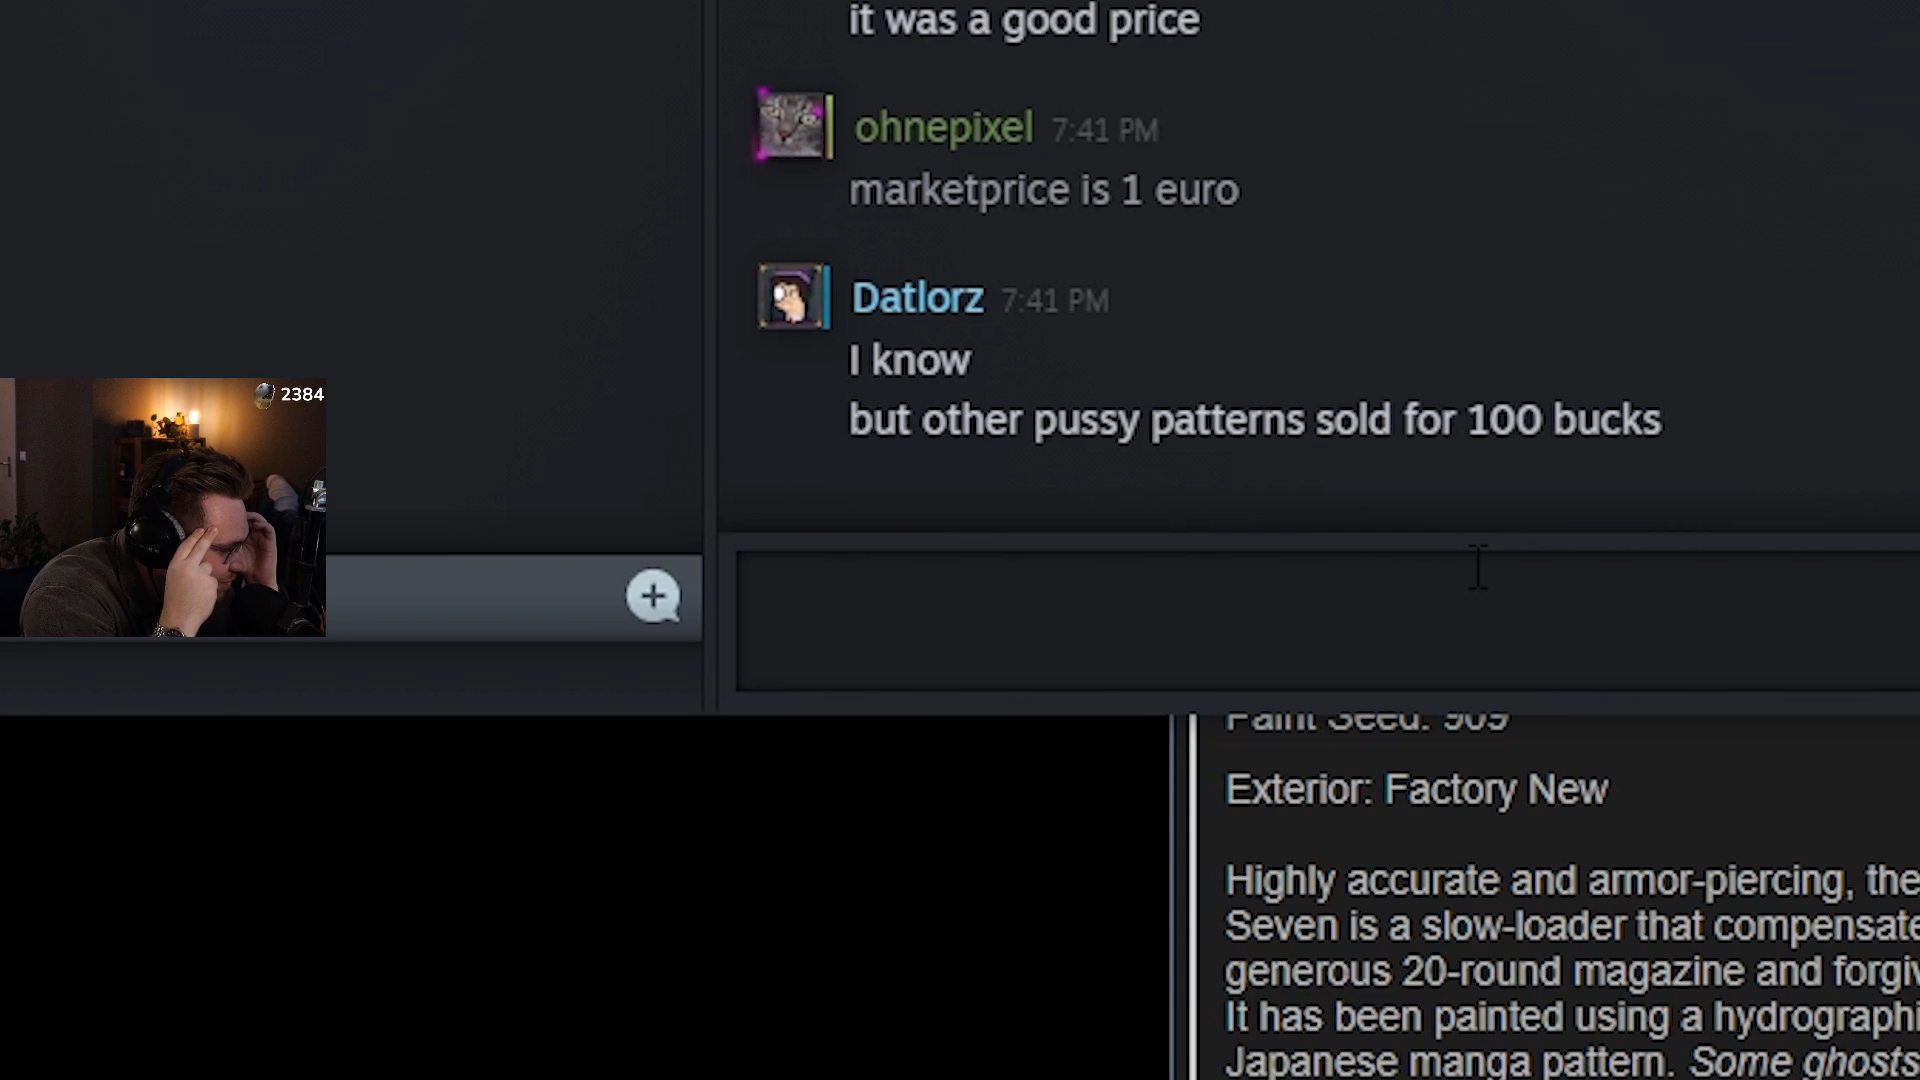 it was a good price
ohnepixel 7:41 PM
marketprice is 1 euro
Datlorz 7:41 PM
I know
but other pussy patterns sold for 100 bucks
2384
Paint Seed: 909
Exterior: Factory New
Highly accurate and armor-piercing, the
Seven is a slow-loader that compensate
generous 20-round magazine and forgiv
It has been painted using a hydrographi
Japanese manga pattern. Some ghosts